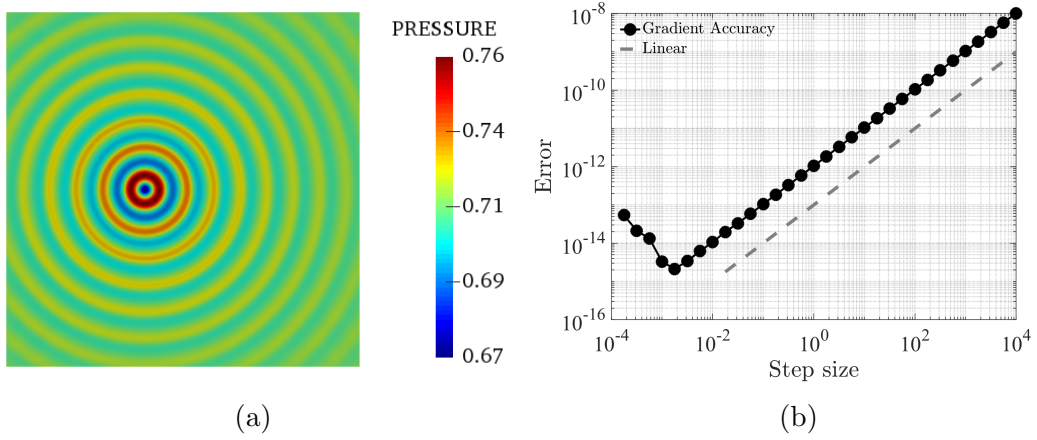 PRESSURE
0.76
0.74
0.71
0.69
0.67
(a)
Gradient Accuracy
Linear
10^-8
10^-10
10^-12
10^-14
10^-16
Error
10^-4 10^-2 10^0 10^2 10^4
Step size
(b)